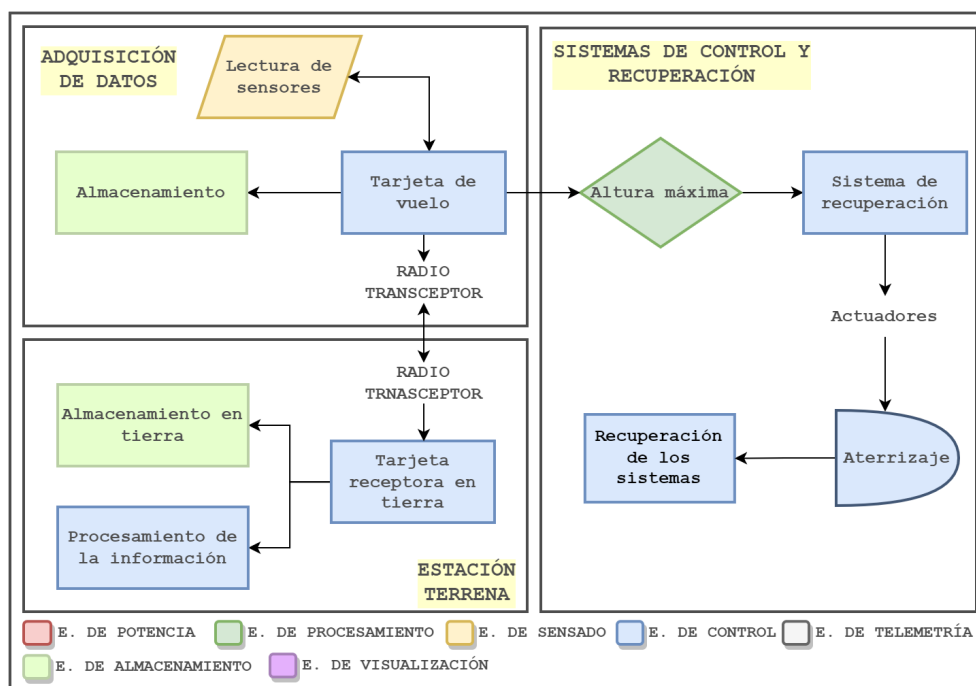 ADQUISICIÓN
DE DATOS
Lectura de
sensores
Almacenamiento
Tarjeta de
vuelo
RADIO
TRANSCEPTOR
SISTEMAS DE CONTROL Y
RECUPERACIÓN
Altura máxima
Sistema de
recuperación
Actuadores
Aterrizaje
Recuperación
de los
sistemas
RADIO
TRNASCEPTOR
Almacenamiento en
tierra
Tarjeta
receptora en
tierra
Procesamiento de
la información
ESTACIÓN
TERRENA
E. DE POTENCIA
E. DE PROCESAMIENTO
E. DE SENSADO
E. DE CONTROL
E. DE TELEMETRÍA
E. DE ALMACENAMIENTO
E. DE VISUALIZACIÓN